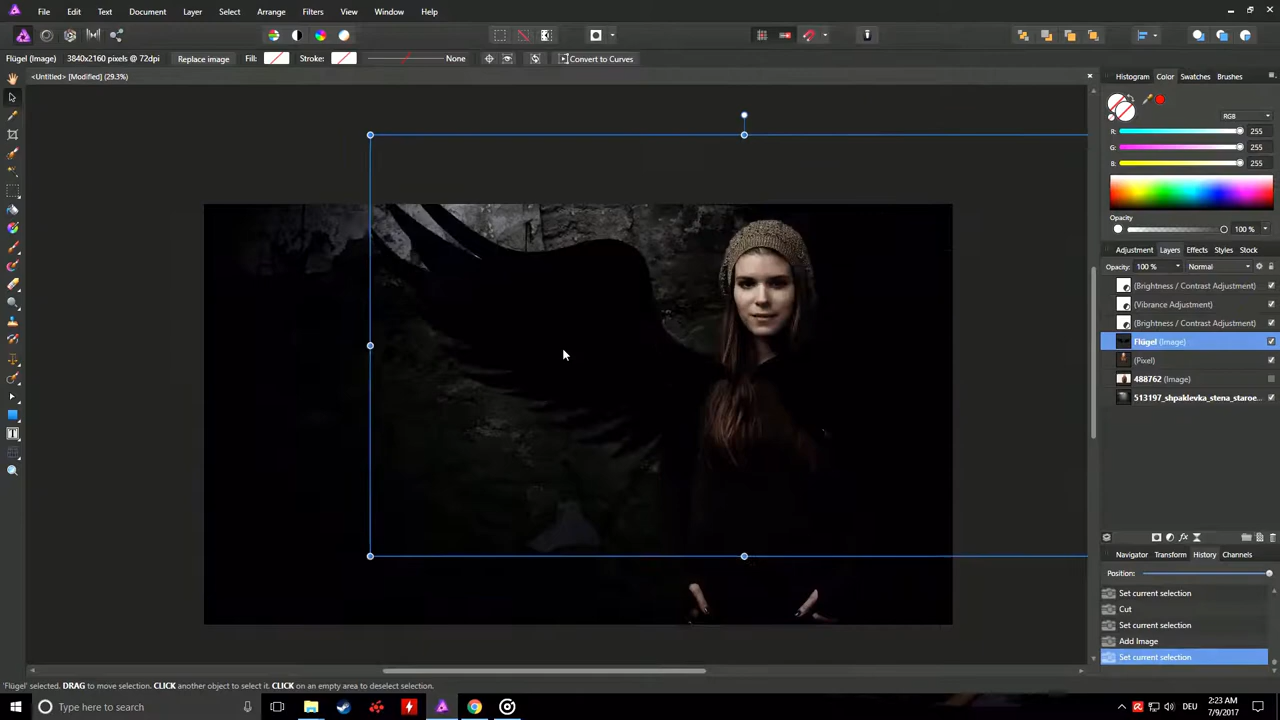 File Edit Text Document Layer Select Arrange Filters View Window Help
Flügel (Image) 3840x2160 pixels @ 72dpi Replace image Fill: Stroke: None Convert to Curves
<Untitled> [Modified] (29.3%)
Histogram Color Swatches Brushes
RGB
R: 255
G: 255
B: 255
Opacity
100 %
Adjustment Layers Effects Styles Stock
Opacity: 100 % Normal
(Brightness / Contrast Adjustment)
(Vibrance Adjustment)
(Brightness / Contrast Adjustment)
Flügel (Image)
(Pixel)
488762 (Image)
513197_shpaklevka_stena_staroe...
Navigator Transform History Channels
Position:
Set current selection
Cut
Set current selection
Add Image
Set current selection
'Flügel' selected. DRAG to move selection. CLICK another object to select it. CLICK on an empty area to deselect selection.
Type here to search
DEU
2:23 AM
7/9/2017